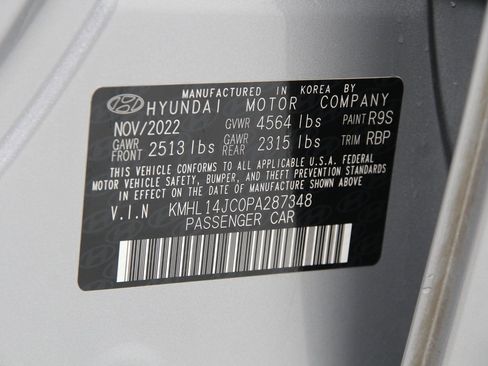 MANUFACTURED IN KOREA BY
HYUNDAI MOTOR COMPANY
NOV/2022 GVWR 4564 lbs PAINT R9S
GAWR FRONT 2513 lbs GAWR REAR 2315 lbs TRIM RBP
THIS VEHICLE CONFORMS TO ALL APPLICABLE U.S.A. FEDERAL
MOTOR VEHICLE SAFETY, BUMPER, AND THEFT PREVENTION STANDARDS
IN EFFECT ON THE DATE OF MANUFACTURE SHOWN ABOVE.
V.I.N KMHL14JC0PA287348
PASSENGER CAR